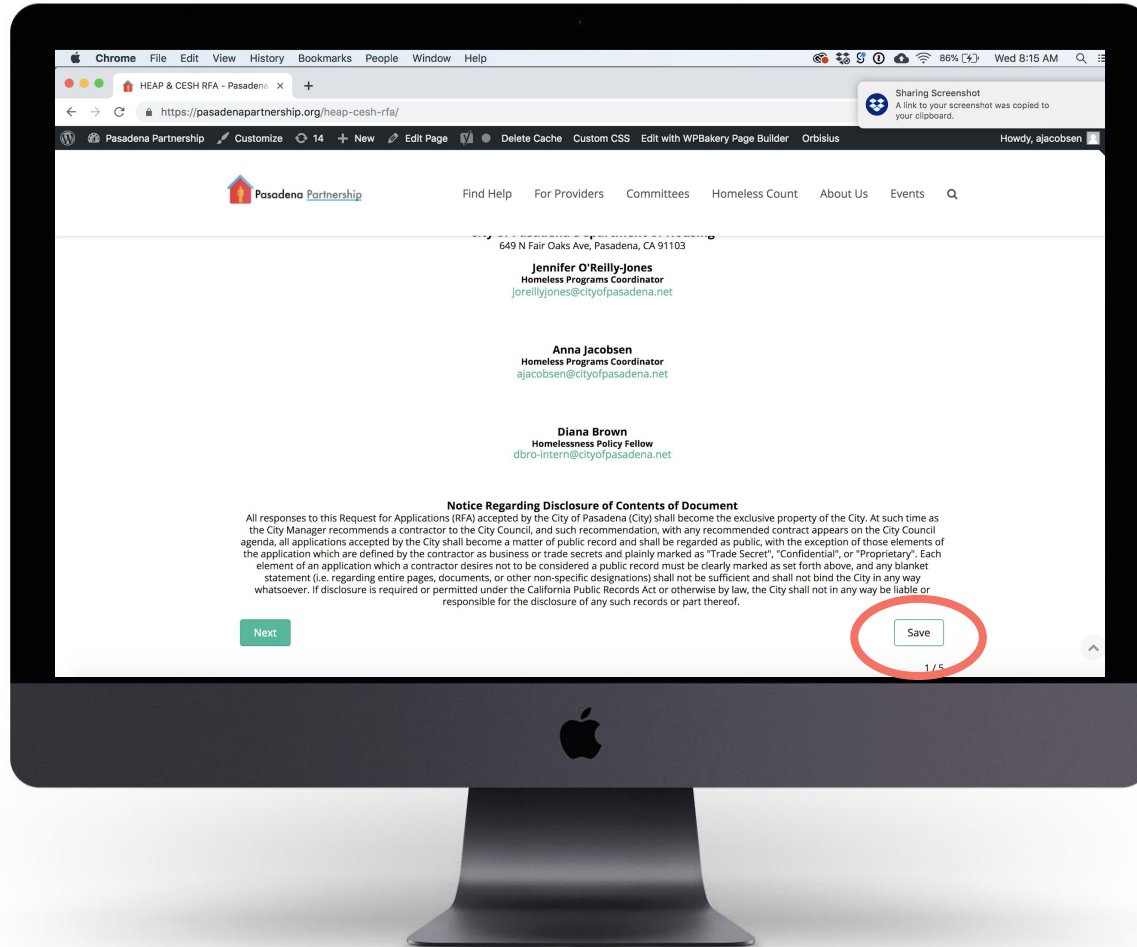 Chrome File Edit View History Bookmarks People Window Help 86% Wed 8:15 AM
HEAP & CESH RFA - Pasadena
Sharing Screenshot
A link to your screenshot was copied to
your clipboard.
https://pasadenapartnership.org/heap-cesh-rfa/
Pasadena Partnership Customize 14 + New Edit Page Delete Cache Custom CSS Edit with WPBakery Page Builder Orbisius Howdy, ajacobsen
Pasadena Partnership Find Help For Providers Committees Homeless Count About Us Events
City of Pasadena Department of Housing
649 N Fair Oaks Ave, Pasadena, CA 91103
Jennifer O'Reilly-Jones
Homeless Programs Coordinator
joreillyjones@cityofpasadena.net
Anna Jacobsen
Homeless Programs Coordinator
ajacobsen@cityofpasadena.net
Diana Brown
Homelessness Policy Fellow
dbro-intern@cityofpasadena.net
Notice Regarding Disclosure of Contents of Document
All responses to this Request for Applications (RFA) accepted by the City of Pasadena (City) shall become the exclusive property of the City. At such time as
the City Manager recommends a contractor to the City Council, and such recommendation, with any recommended contract appears on the City Council
agenda, all applications accepted by the City shall become a matter of public record and shall be regarded as public, with the exception of those elements of
the application which are defined by the contractor as business or trade secrets and plainly marked as "Trade Secret", "Confidential", or "Proprietary". Each
element of an application which a contractor desires not to be considered a public record must be clearly marked as set forth above, and any blanket
statement (i.e. regarding entire pages, documents, or other non-specific designations) shall not be sufficient and shall not bind the City in any way
whatsoever. If disclosure is required or permitted under the California Public Records Act or otherwise by law, the City shall not in any way be liable or
responsible for the disclosure of any such records or part thereof.
Next Save
1 / 5